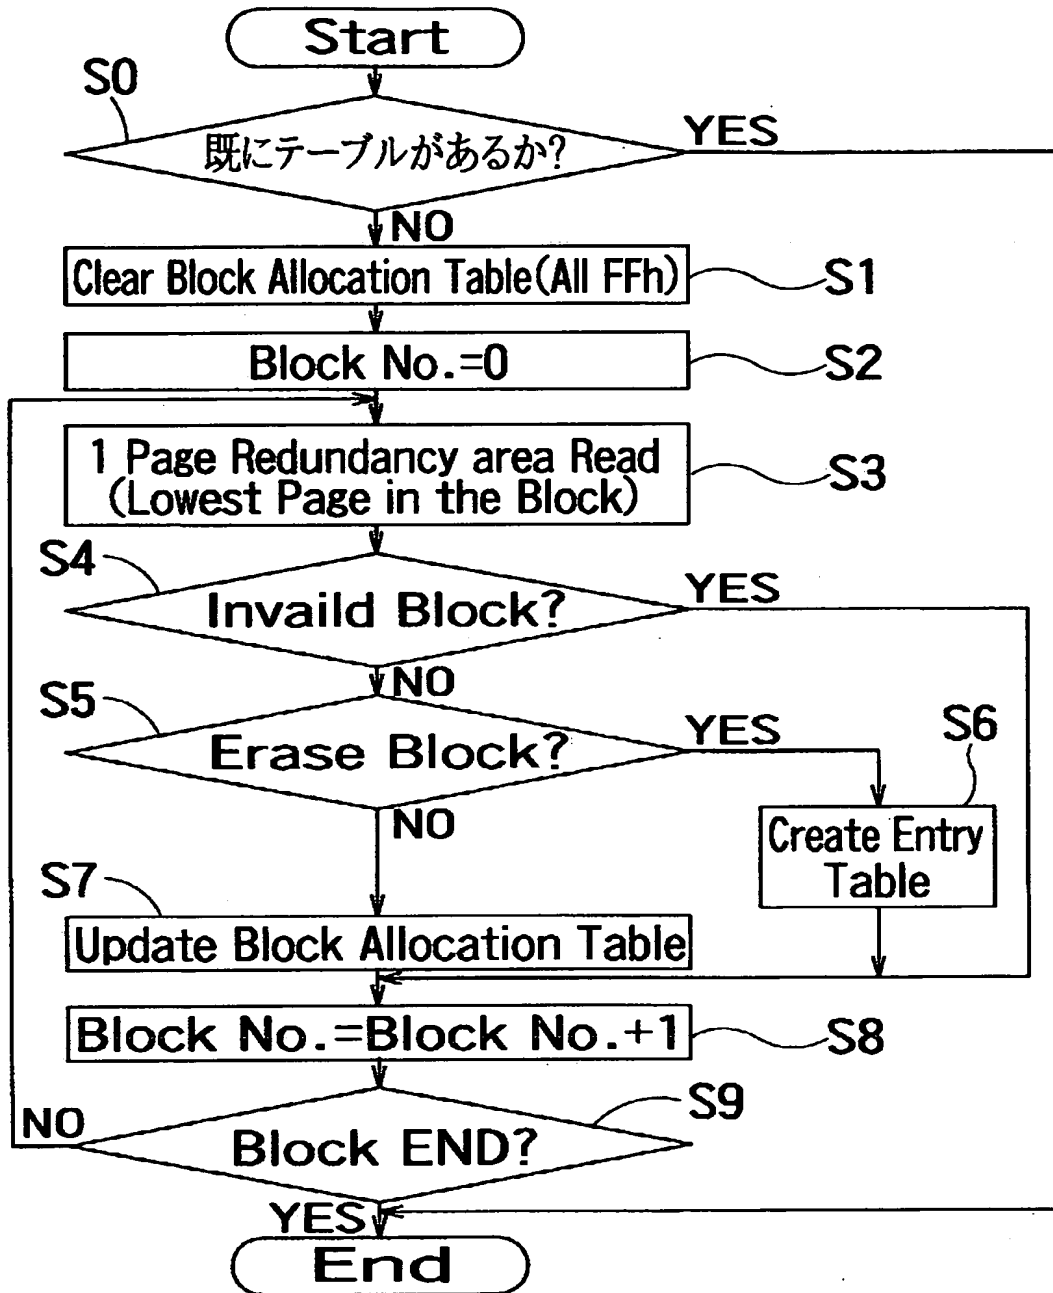 Start
S0
既にテーブルがあるか?
YES
NO
Clear Block Allocation Table(All FFh)
S1
Block No.=0
S2
1 Page Redundancy area Read
(Lowest Page in the Block)
S3
S4
Invaild Block?
YES
NO
S5
Erase Block?
YES
S6
NO
Create Entry
Table
S7
Update Block Allocation Table
Block No.=Block No.+1
S8
S9
NO
Block END?
YES
End